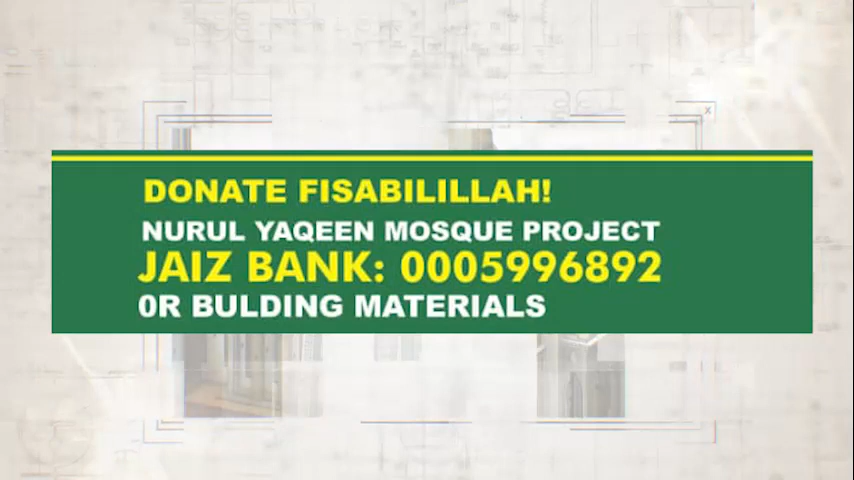 DONATE FISABILILLAH!
NURUL YAQEEN MOSQUE PROJECT
JAIZ BANK: 0005996892
0R BULDING MATERIALS